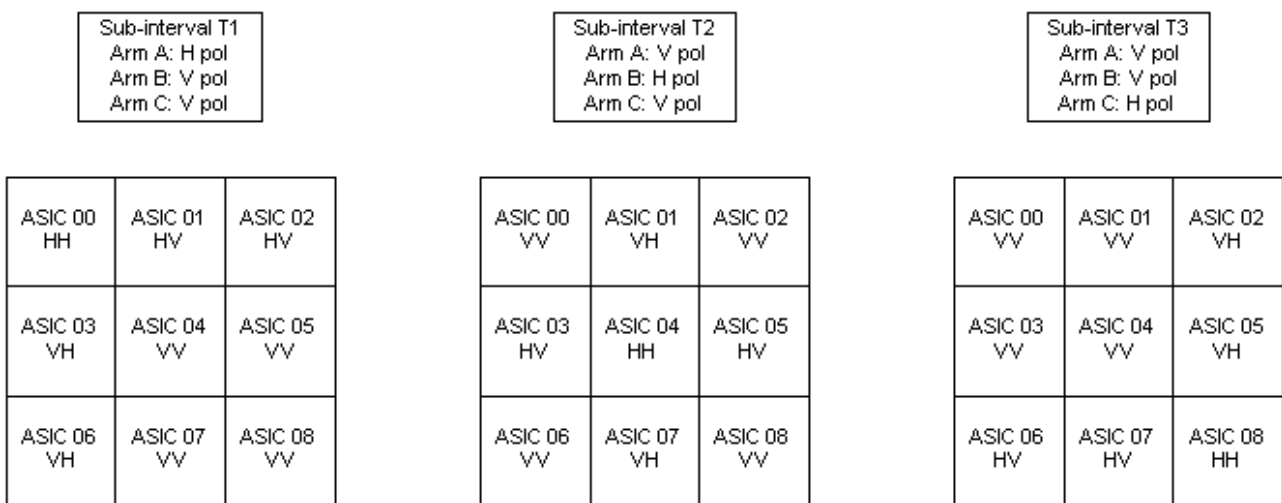 Sub-interval T1
Arm A: H pol
Arm B: V pol
Arm C: V pol
Sub-interval T2
Arm A: V pol
Arm B: H pol
Arm C: V pol
Sub-interval T3
Arm A: V pol
Arm B: V pol
Arm C: H pol
ASIC 00
HH
ASIC 01
HV
ASIC 02
HV
ASIC 03
VH
ASIC 04
VV
ASIC 05
VV
ASIC 06
VH
ASIC 07
VV
ASIC 08
VV
ASIC 00
VV
ASIC 01
VH
ASIC 02
VV
ASIC 03
HV
ASIC 04
HH
ASIC 05
HV
ASIC 06
VV
ASIC 07
VH
ASIC 08
VV
ASIC 00
VV
ASIC 01
VV
ASIC 02
VH
ASIC 03
VV
ASIC 04
VV
ASIC 05
VH
ASIC 06
HV
ASIC 07
HV
ASIC 08
HH